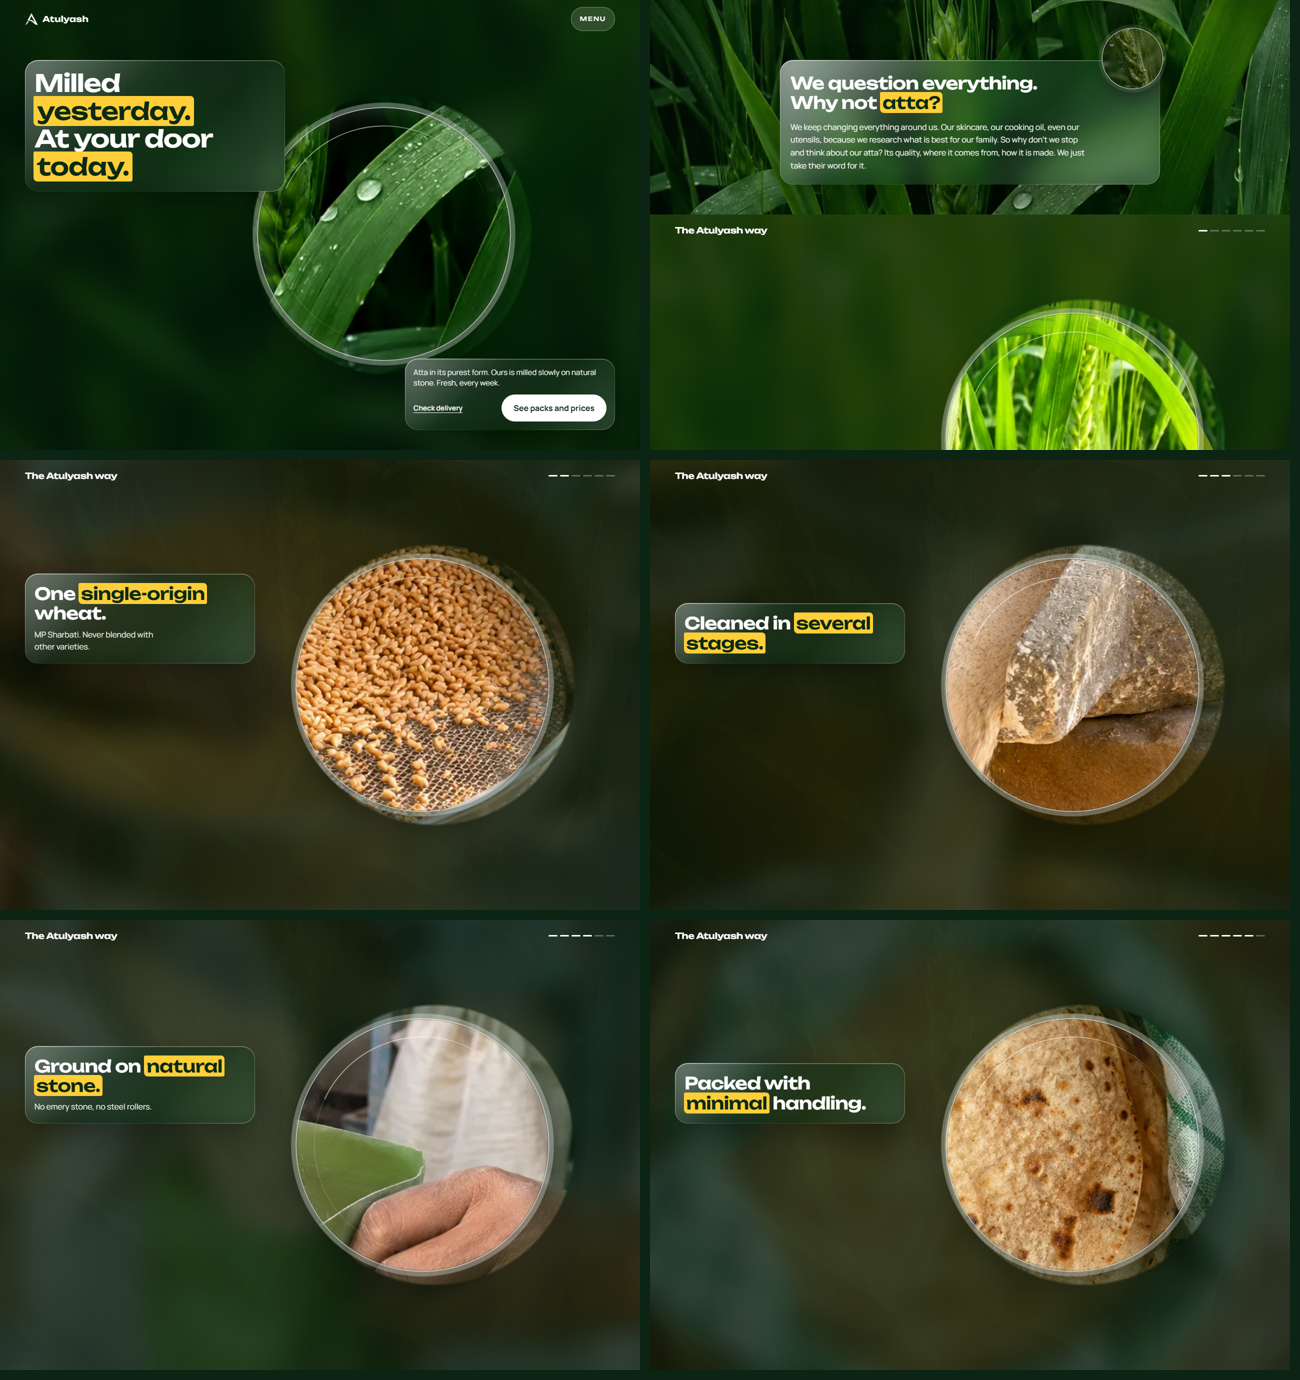 Atulyash
MENU
Milled
yesterday.
At your door
today.
Atta in its purest form. Ours is milled slowly on natural
stone. Fresh, every week.
Check delivery
See packs and prices
We question everything.
Why not atta?
We keep changing everything around us. Our skincare, our cooking oil, even our
utensils, because we research what is best for our family. So why don't we stop
and think about our atta? Its quality, where it comes from, how it is made. We just
take their word for it.
The Atulyash way
The Atulyash way
One single-origin
wheat.
MP Sharbati. Never blended with
other varieties.
The Atulyash way
Cleaned in several
stages.
The Atulyash way
Ground on natural
stone.
No emery stone, no steel rollers.
The Atulyash way
Packed with
minimal handling.